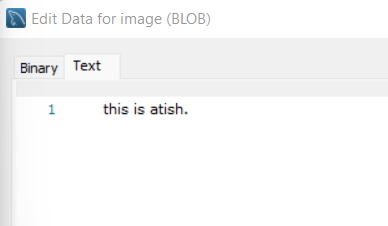 Edit Data for image (BLOB)
Binary Text
1 this is atish.